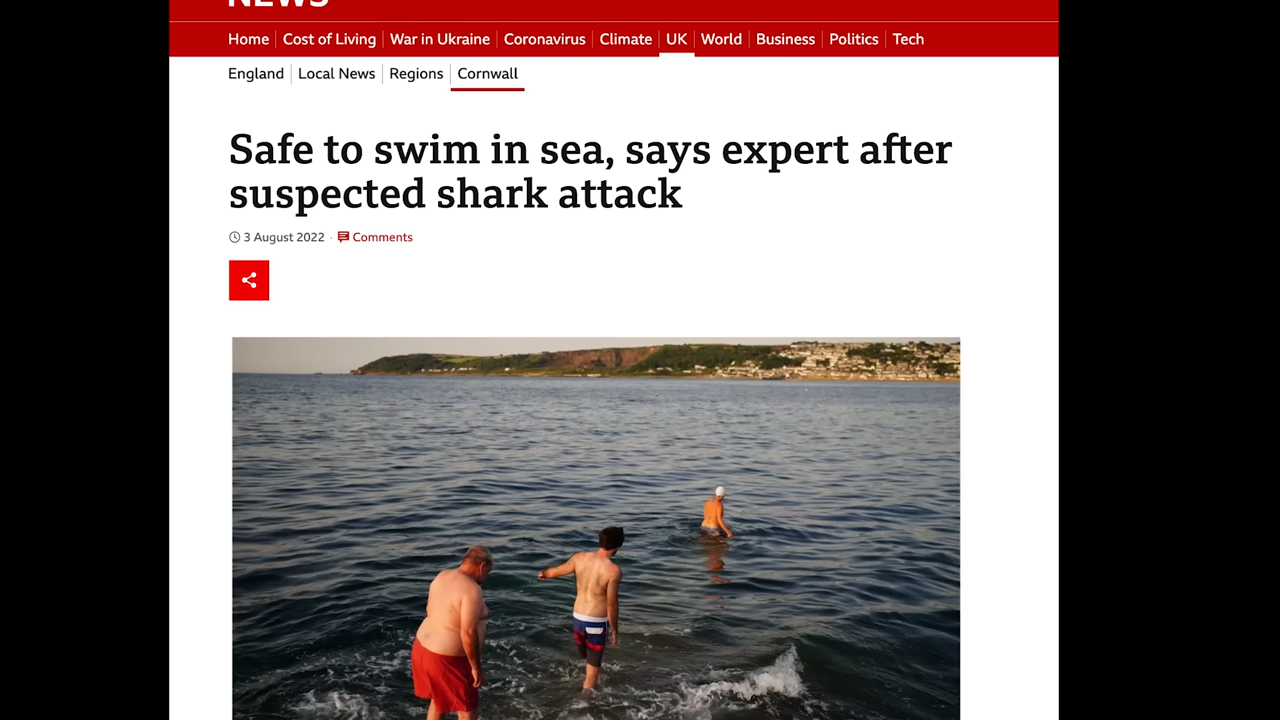 NEWS
Home Cost of Living War in Ukraine Coronavirus Climate UK World Business Politics Tech
England Local News Regions Cornwall
Safe to swim in sea, says expert after
suspected shark attack
3 August 2022 · Comments